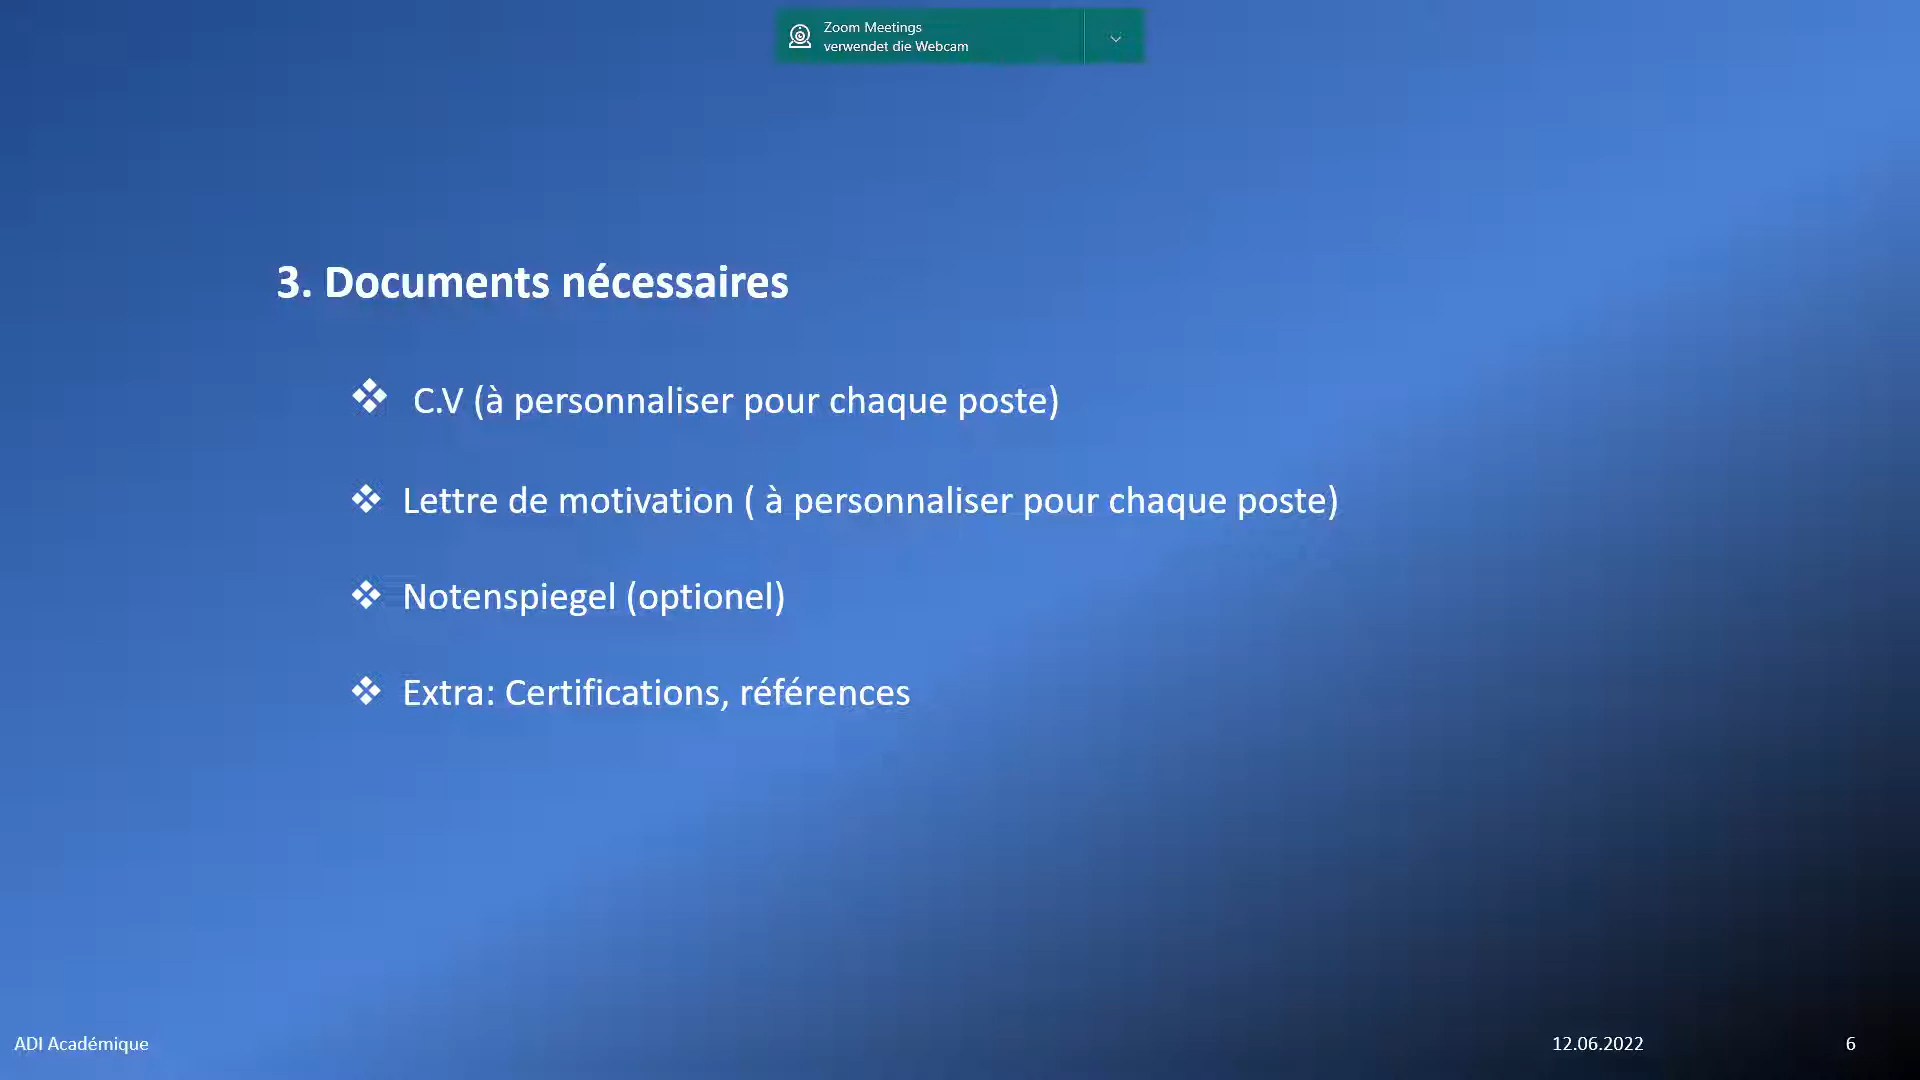 Zoom Meetings
verwendet die Webcam
3. Documents nécessaires
❖ C.V (à personnaliser pour chaque poste)
❖ Lettre de motivation ( à personnaliser pour chaque poste)
❖ Notenspiegel (optionel)
❖ Extra: Certifications, références
ADI Académique
12.06.2022
6